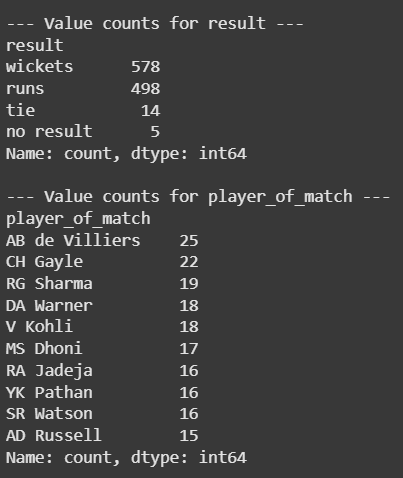 --- Value counts for result ---
result
wickets      578
runs         498
tie           14
no result      5
Name: count, dtype: int64

--- Value counts for player_of_match ---
player_of_match
AB de Villiers    25
CH Gayle          22
RG Sharma         19
DA Warner         18
V Kohli           18
MS Dhoni          17
RA Jadeja         16
YK Pathan         16
SR Watson         16
AD Russell        15
Name: count, dtype: int64